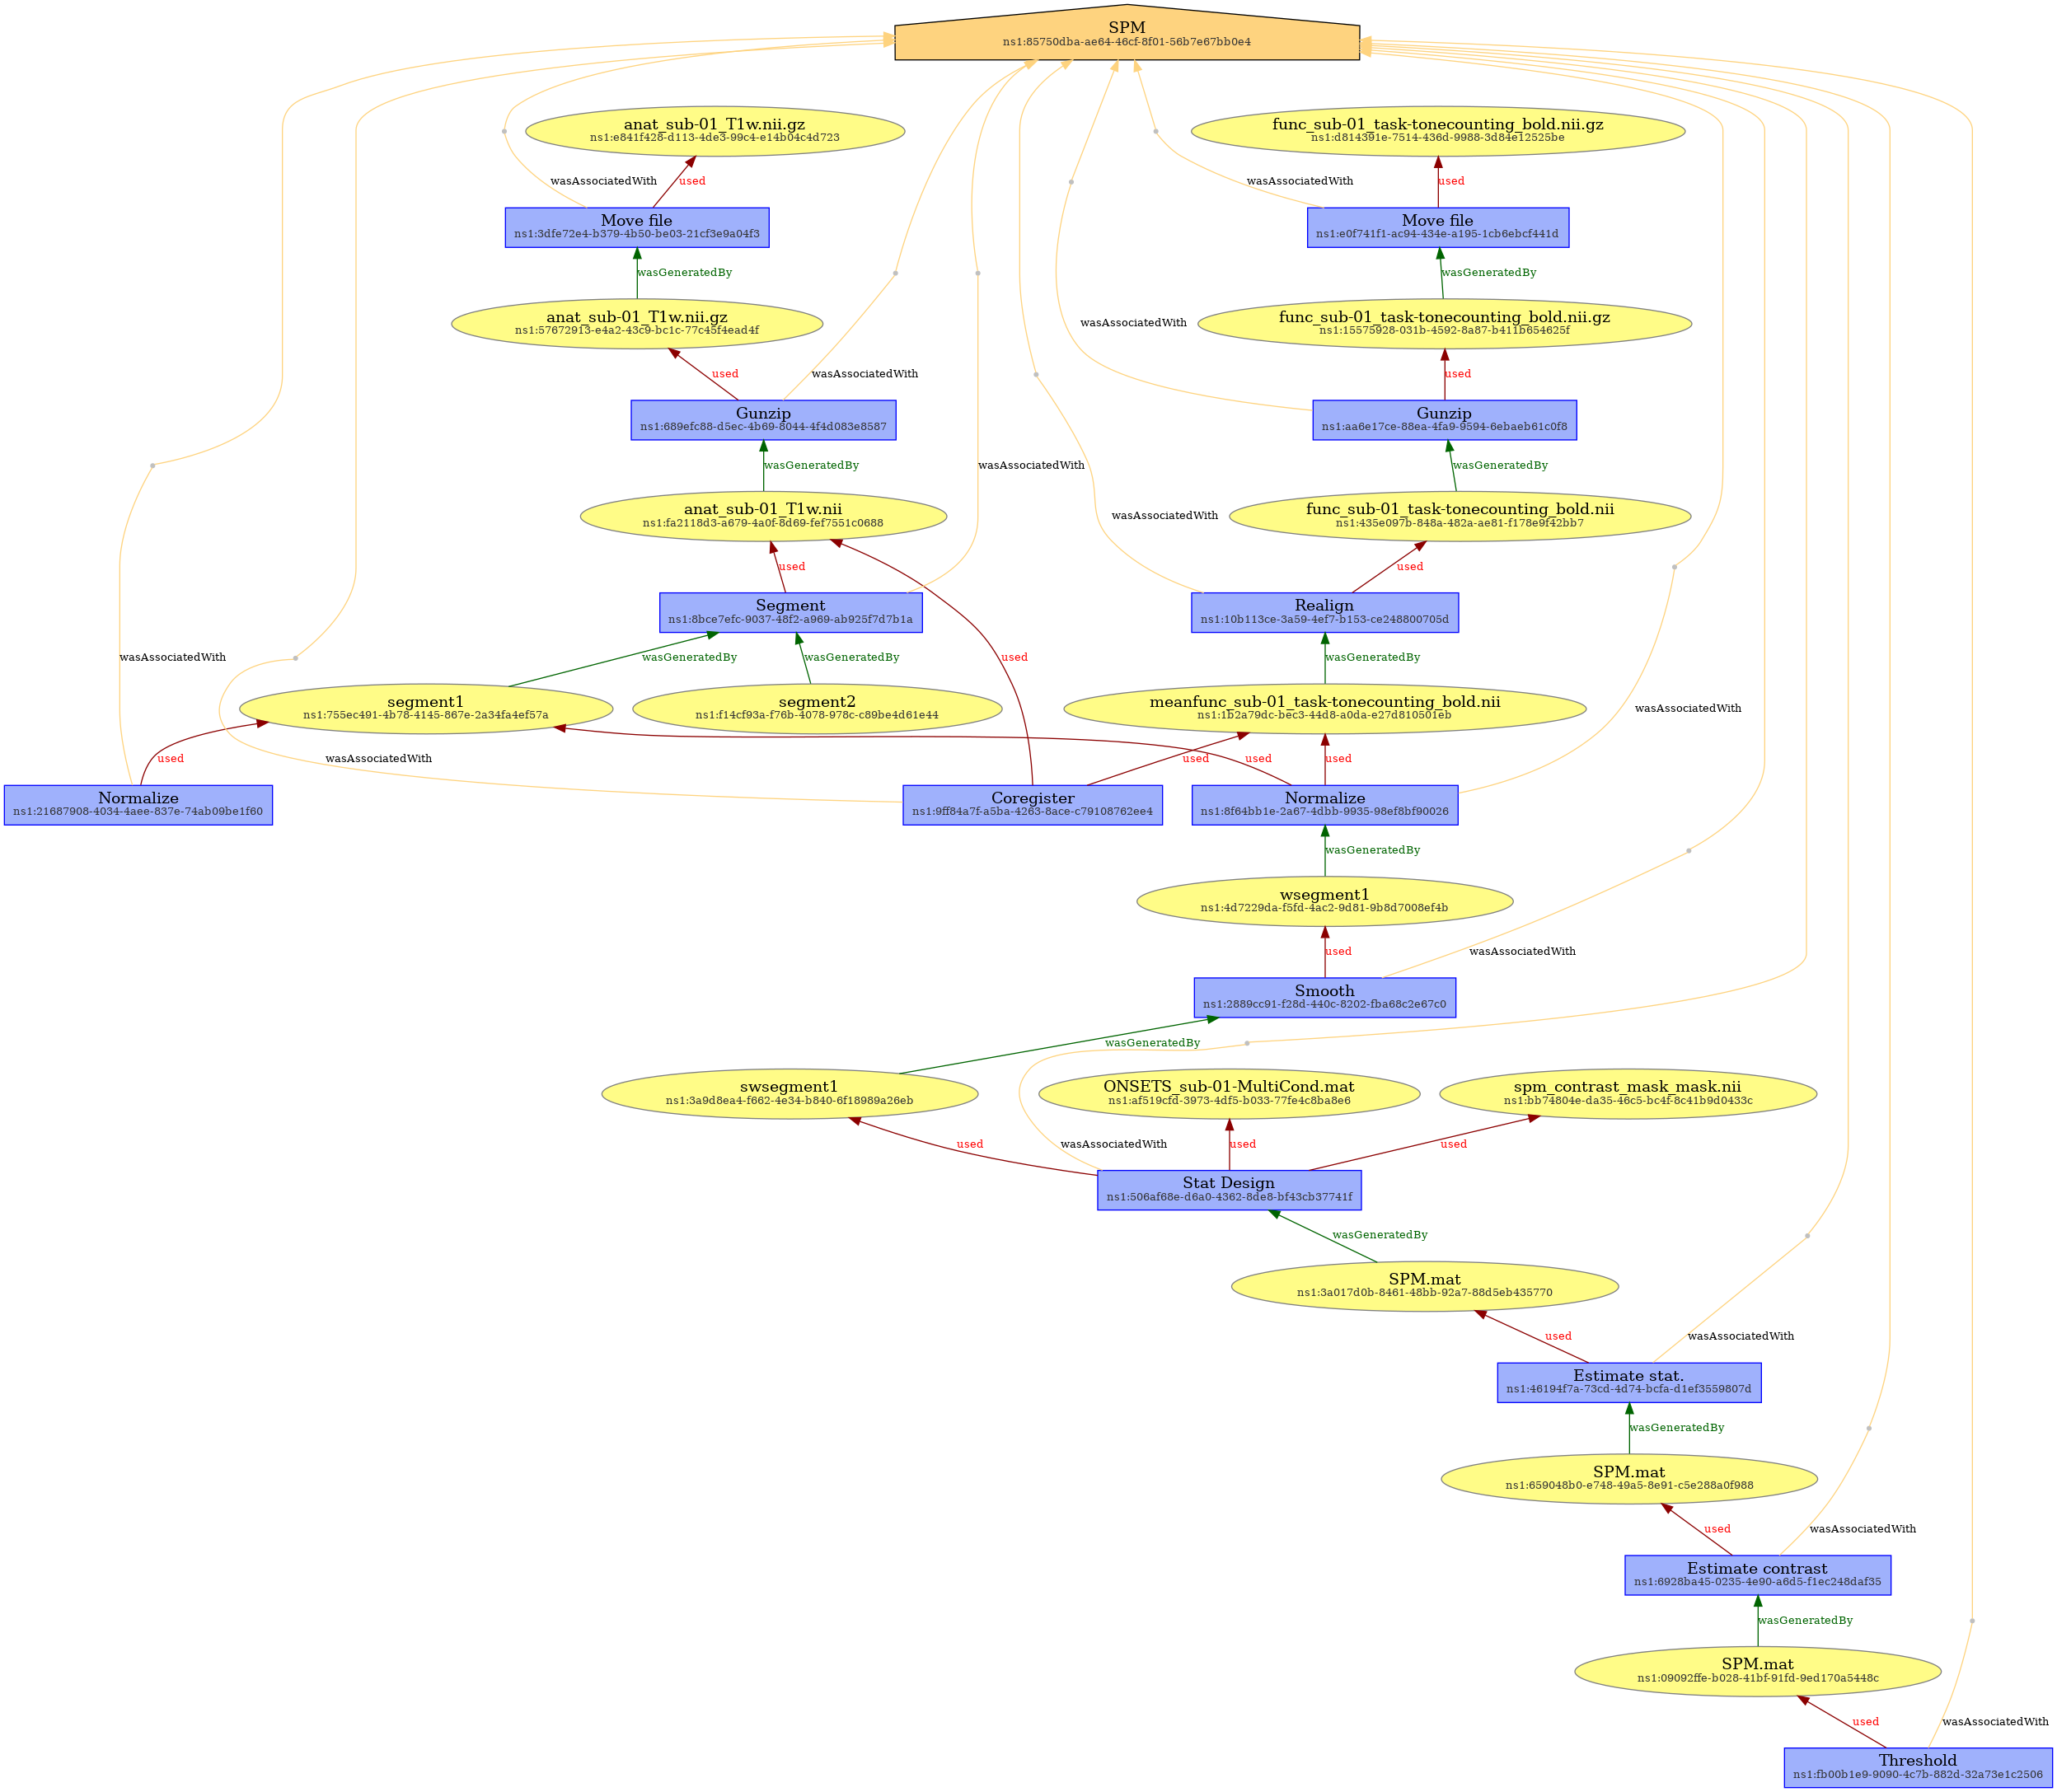 SPM
ns1:85750dba-ae64-46cf-8f01-56b7e67bb0e4
anat_sub-01_T1w.nii.gz
ns1:e841f428-d113-4de3-99c4-e14b04c4d723
func_sub-01_task-tonecounting_bold.nii.gz
ns1:d814391e-7514-436d-9988-3d84e12525be
wasAssociatedWith
used
wasAssociatedWith
used
Move file
ns1:3dfe72e4-b379-4b50-be03-21cf3e9a04f3
Move file
ns1:e0f741f1-ac94-434e-a195-1cb6ebcf441d
wasGeneratedBy
wasGeneratedBy
anat_sub-01_T1w.nii.gz
ns1:57672913-e4a2-43c9-bc1c-77c45f4ead4f
func_sub-01_task-tonecounting_bold.nii.gz
ns1:15575928-031b-4592-8a87-b411b654625f
wasAssociatedWith
used
wasAssociatedWith
used
Gunzip
ns1:689efc88-d5ec-4b69-8044-4f4d083e8587
Gunzip
ns1:aa6e17ce-88ea-4fa9-9594-6ebaeb61c0f8
wasGeneratedBy
wasAssociatedWith
wasGeneratedBy
anat_sub-01_T1w.nii
ns1:fa2118d3-a679-4a0f-8d69-fef7551c0688
wasAssociatedWith
func_sub-01_task-tonecounting_bold.nii
ns1:435e097b-848a-482a-ae81-f178e9f42bb7
used
used
Segment
ns1:8bce7efc-9037-48f2-a969-ab925f7d7b1a
Realign
ns1:10b113ce-3a59-4ef7-b153-ce248800705d
wasAssociatedWith
wasGeneratedBy
wasGeneratedBy
used
wasGeneratedBy
segment1
ns1:755ec491-4b78-4145-867e-2a34fa4ef57a
segment2
ns1:f14cf93a-f76b-4078-978c-c89be4d61e44
meanfunc_sub-01_task-tonecounting_bold.nii
ns1:1b2a79dc-bec3-44d8-a0da-e27d810501eb
wasAssociatedWith
used
wasAssociatedWith
used
used
used
Normalize
ns1:21687908-4034-4aee-837e-74ab09be1f60
Coregister
ns1:9ff84a7f-a5ba-4263-8ace-c79108762ee4
Normalize
ns1:8f64bb1e-2a67-4dbb-9935-98ef8bf90026
wasGeneratedBy
wsegment1
ns1:4d7229da-f5fd-4ac2-9d81-9b8d7008ef4b
used
wasAssociatedWith
Smooth
ns1:2889cc91-f28d-440c-8202-fba68c2e67c0
wasGeneratedBy
swsegment1
ns1:3a9d8ea4-f662-4e34-b840-6f18989a26eb
ONSETS_sub-01-MultiCond.mat
ns1:af519cfd-3973-4df5-b033-77fe4c8ba8e6
spm_contrast_mask_mask.nii
ns1:bb74804e-da35-46c5-bc4f-8c41b9d0433c
used
wasAssociatedWith
used
used
Stat Design
ns1:506af68e-d6a0-4362-8de8-bf43cb37741f
wasGeneratedBy
SPM.mat
ns1:3a017d0b-8461-48bb-92a7-88d5eb435770
used
wasAssociatedWith
Estimate stat.
ns1:46194f7a-73cd-4d74-bcfa-d1ef3559807d
wasGeneratedBy
SPM.mat
ns1:659048b0-e748-49a5-8e91-c5e288a0f988
used
wasAssociatedWith
Estimate contrast
ns1:6928ba45-0235-4e90-a6d5-f1ec248daf35
wasGeneratedBy
SPM.mat
ns1:09092ffe-b028-41bf-91fd-9ed170a5448c
used
wasAssociatedWith
Threshold
ns1:fb00b1e9-9090-4c7b-882d-32a73e1c2506